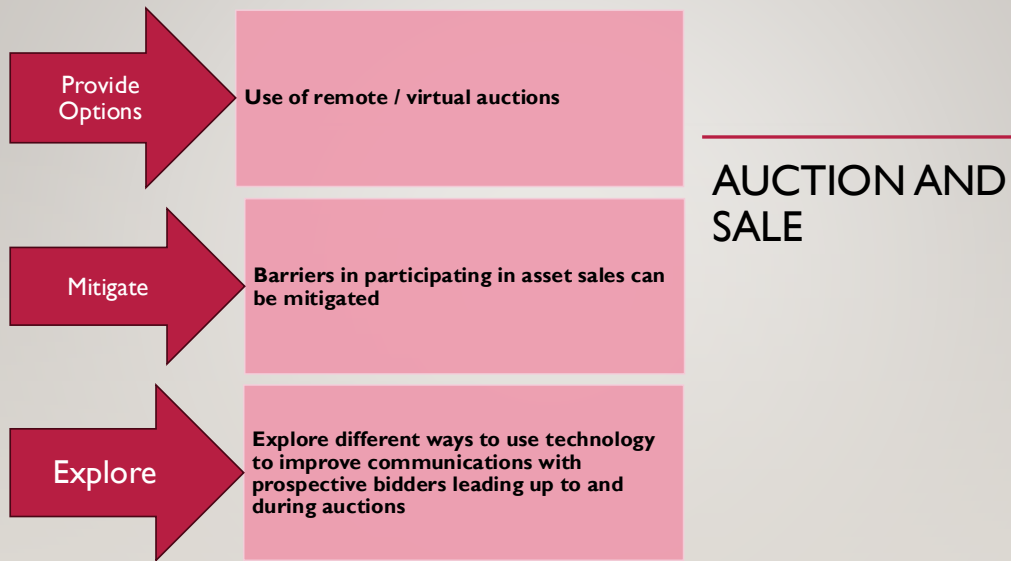 Provide
Options
Use of remote / virtual auctions
Mitigate
Barriers in participating in asset sales can
be mitigated
Explore
Explore different ways to use technology
to improve communications with
prospective bidders leading up to and
during auctions
AUCTION AND
SALE